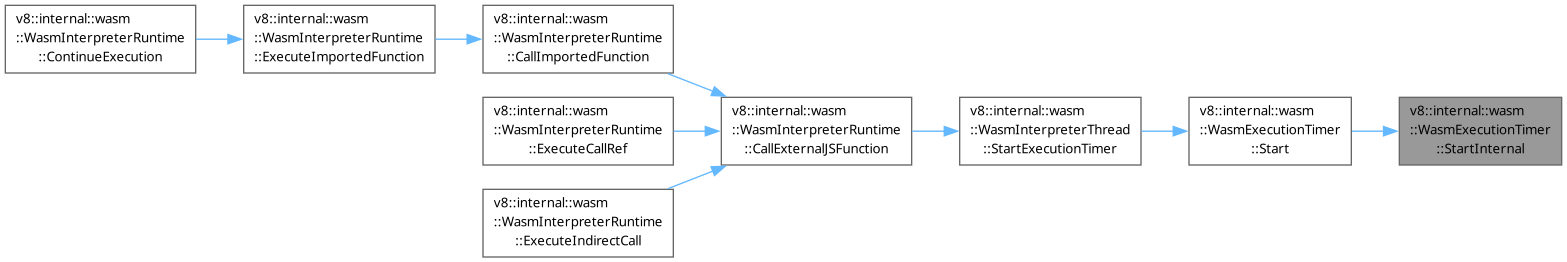 v8::internal::wasm
::WasmInterpreterRuntime
::ContinueExecution
v8::internal::wasm
::WasmInterpreterRuntime
::ExecuteImportedFunction
v8::internal::wasm
::WasmInterpreterRuntime
::CallImportedFunction
v8::internal::wasm
::WasmInterpreterRuntime
::ExecuteCallRef
v8::internal::wasm
::WasmInterpreterRuntime
::ExecuteIndirectCall
v8::internal::wasm
::WasmInterpreterRuntime
::CallExternalJSFunction
v8::internal::wasm
::WasmInterpreterThread
::StartExecutionTimer
v8::internal::wasm
::WasmExecutionTimer
::Start
v8::internal::wasm
::WasmExecutionTimer
::StartInternal